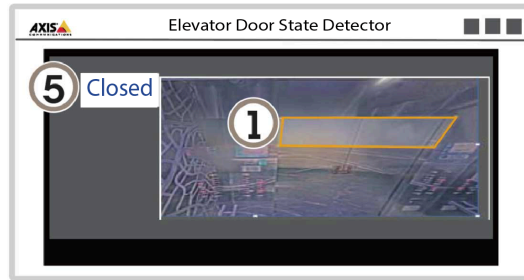 AXIS
COMMUNICATIONS
Elevator Door State Detector
5 Closed
1